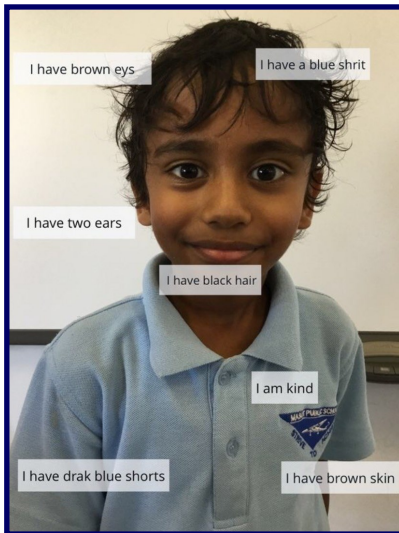 I have brown eys
I have a blue shrit
I have two ears
I have black hair
I am kind
I have drak blue shorts
I have brown skin